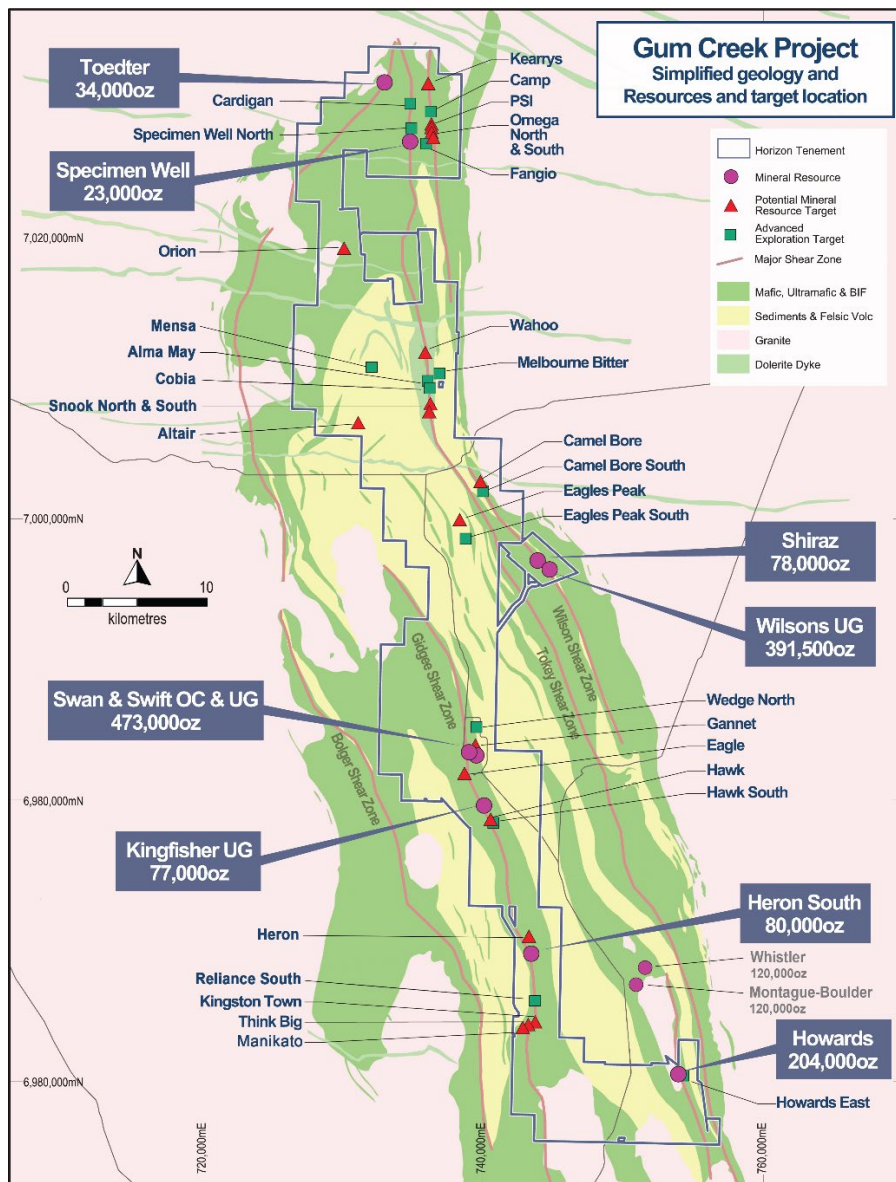 Gum Creek Project
Simplified geology and
Resources and target location
Horizon Tenement
Mineral Resource
Potential Mineral
Resource Target
Advanced
Exploration Target
Major Shear Zone
Mafic, Ultramafic & BIF
Sediments & Felsic Volc
Granite
Dolerite Dyke
Toedter
34,000oz
Kearrys
Camp
Cardigan
PSI
Specimen Well North
Omega
North
& South
Fangio
Specimen Well
23,000oz
7,020,000mN
Orion
Mensa
Wahoo
Alma May
Melbourne Bitter
Cobia
Snook North & South
Altair
Camel Bore
Camel Bore South
Eagles Peak
Eagles Peak South
7,000,000mN
Shiraz
78,000oz
N
0 10
kilometres
Wilsons UG
391,500oz
Gidgee Shear Zone
Wilson Shear Zone
Tokay Shear Zone
Bolger Shear Zone
Swan & Swift OC & UG
473,000oz
Wedge North
Gannet
Eagle
Hawk
Hawk South
6,980,000mN
Kingfisher UG
77,000oz
Heron South
80,000oz
Heron
Whistler
120,000oz
Montague-Boulder
120,000oz
Reliance South
Kingston Town
Think Big
Manikato
Howards
204,000oz
6,980,000mN
Howards East
720,000mE
740,000mE
760,000mE